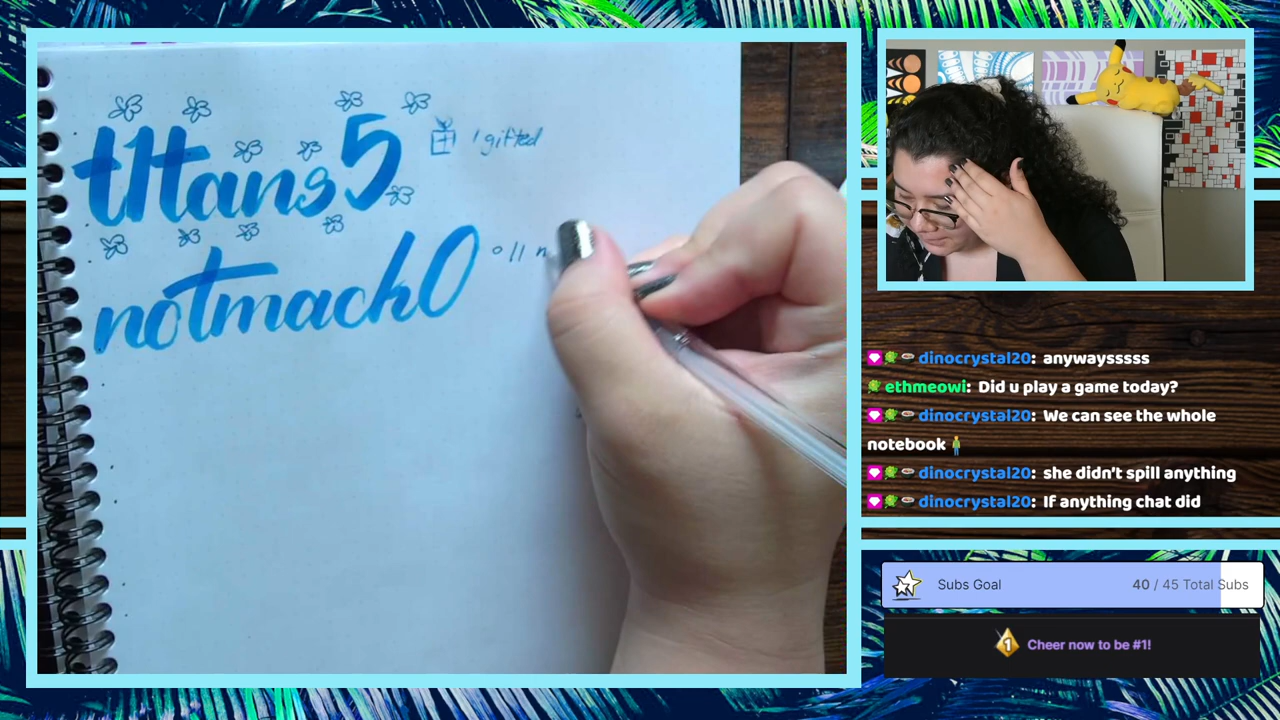 t1tans5
1 gifted
notmach0
dinocrystal20: anywaysssss
ethmeowi: Did u play a game today?
dinocrystal20: We can see the whole
notebook
dinocrystal20: she didn't spill anything
dinocrystal20: If anything chat did
Subs Goal 40 / 45 Total Subs
1 Cheer now to be #1!